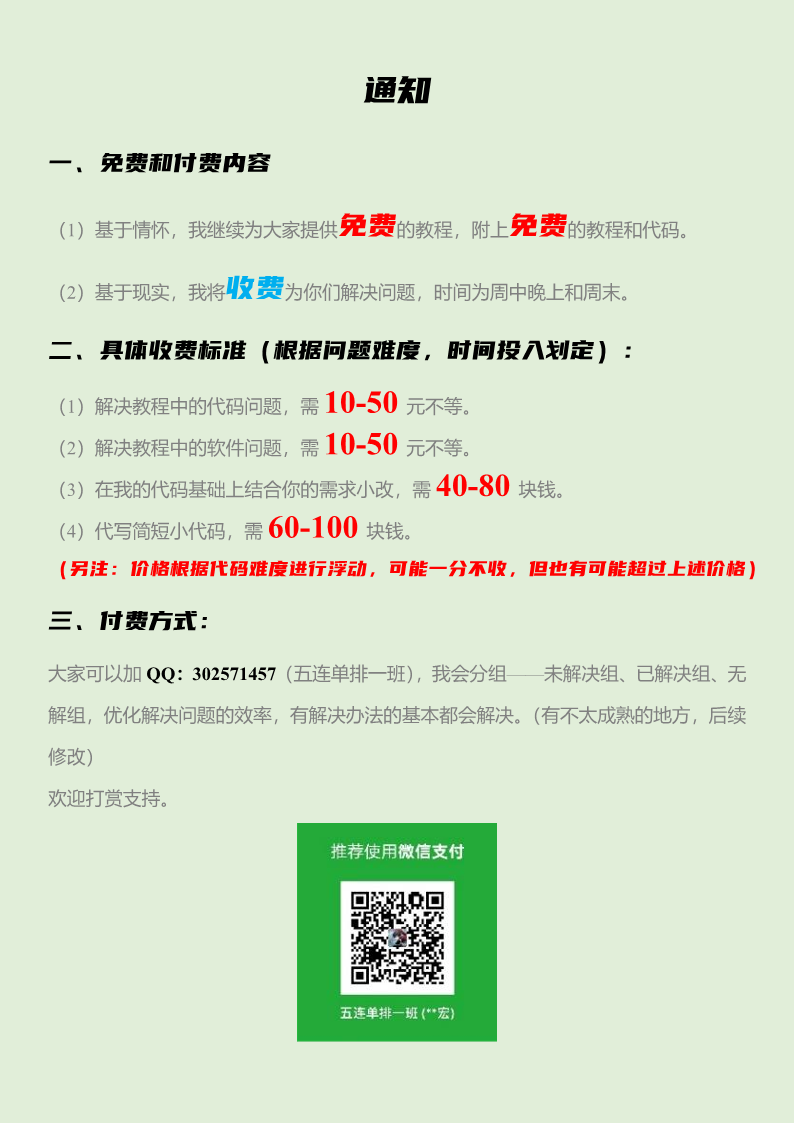 通知
一、免费和付费内容
（1）基于情怀，我继续为大家提供免费的教程，附上免费的教程和代码。
（2）基于现实，我将收费为你们解决问题，时间为周中晚上和周末。
二、具体收费标准（根据问题难度，时间投入划定）：
（1）解决教程中的代码问题，需 10-50 元不等。
（2）解决教程中的软件问题，需 10-50 元不等。
（3）在我的代码基础上结合你的需求小改，需 40-80 块钱。
（4）代写简短小代码，需 60-100 块钱。
（另注：价格根据代码难度进行浮动，可能一分不收，但也有可能超过上述价格）
三、付费方式：
大家可以加 QQ：302571457（五连单排一班），我会分组——未解决组、已解决组、无
解组，优化解决问题的效率，有解决办法的基本都会解决。（有不太成熟的地方，后续
修改）
欢迎打赏支持。
推荐使用微信支付
五连单排一班 (**宏)